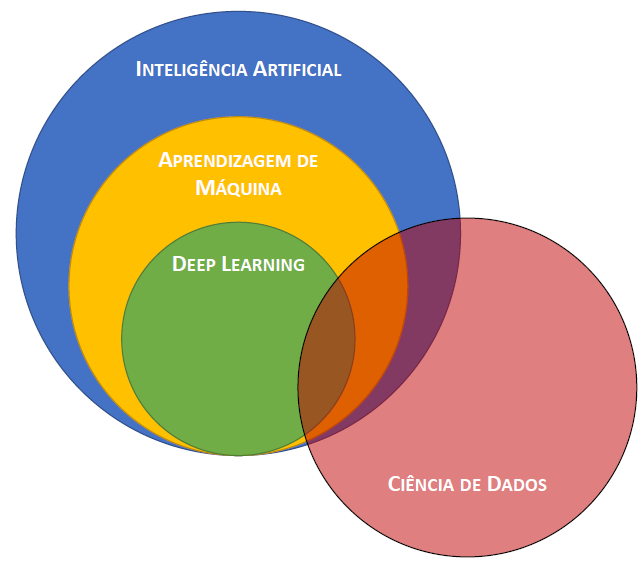 Inteligência Artificial
Aprendizagem de
Máquina
Deep Learning
Ciência de Dados